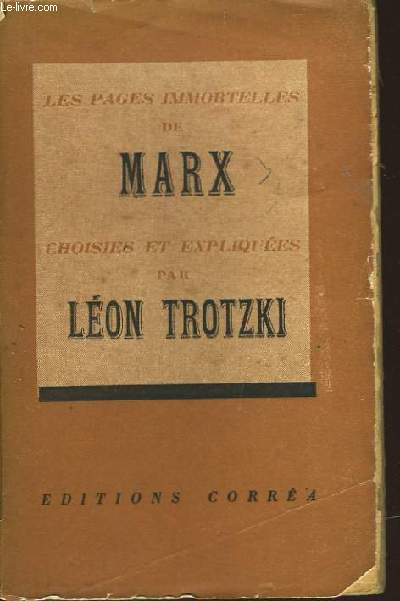 Le-livre.com
LES PAGES IMMORTELLES
DE
MARX
CHOISIES ET EXPLIQUÉES
PAR
LÉON TROTZKI
EDITIONS CORRÊA